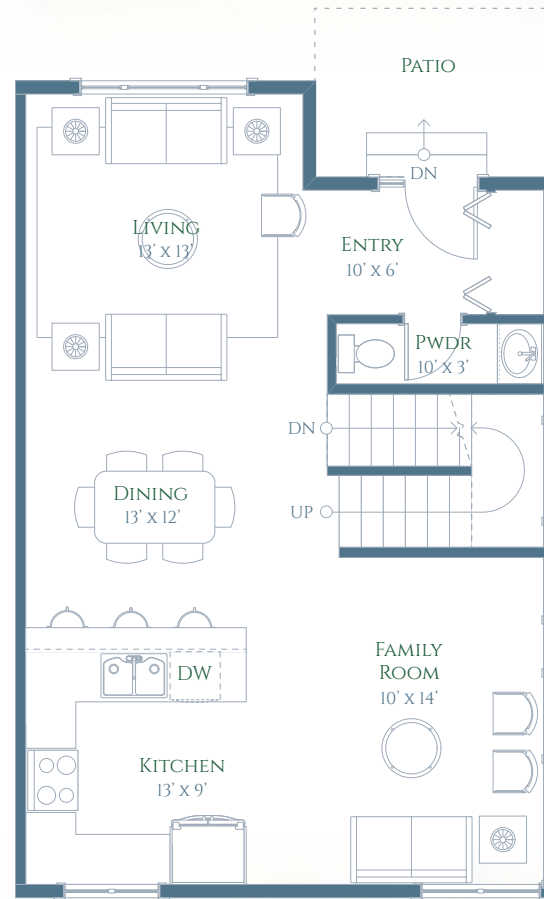 PATIO
DN
LIVING
13' X 13'
ENTRY
10' X 6'
PWDR
10' X 3'
DN
DINING
13' X 12'
UP
FAMILY
ROOM
10' X 14'
DW
KITCHEN
13' X 9'